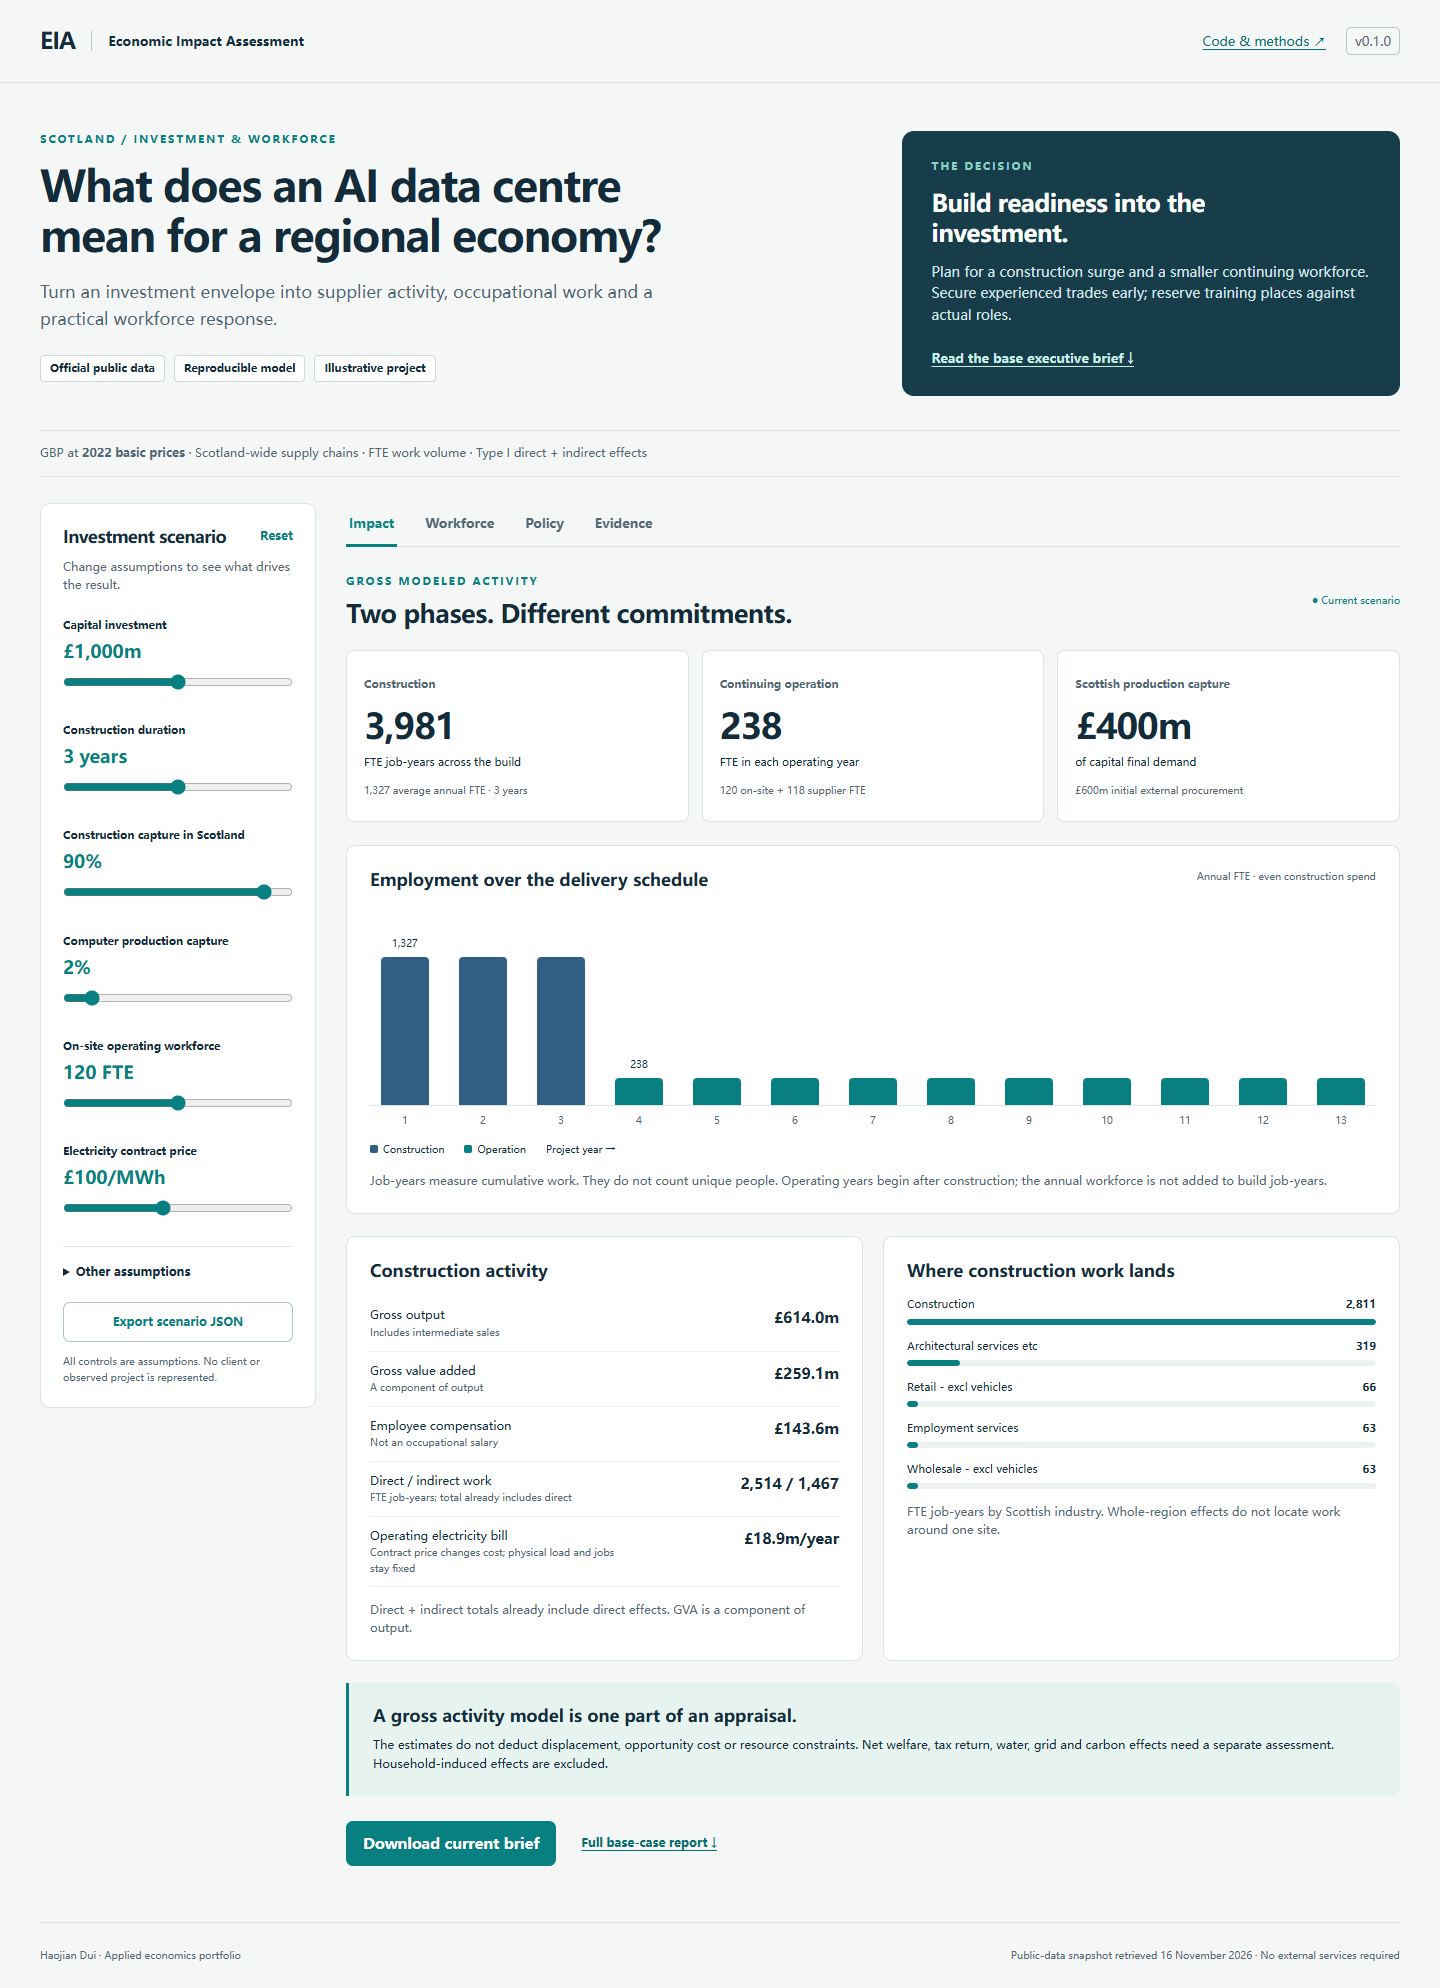 EIA
Economic Impact Assessment
Code & methods ↗
v0.1.0
SCOTLAND / INVESTMENT & WORKFORCE
What does an AI data centre
mean for a regional economy?
Turn an investment envelope into supplier activity, occupational work and a
practical workforce response.
Official public data
Reproducible model
Illustrative project
THE DECISION
Build readiness into the
investment.
Plan for a construction surge and a smaller continuing workforce.
Secure experienced trades early; reserve training places against
actual roles.
Read the base executive brief ↓
GBP at 2022 basic prices · Scotland-wide supply chains · FTE work volume · Type I direct + indirect effects
Investment scenario
Reset
Change assumptions to see what drives
the result.
Capital investment
£1,000m
Construction duration
3 years
Construction capture in Scotland
90%
Computer production capture
2%
On-site operating workforce
120 FTE
Electricity contract price
£100/MWh
Other assumptions
Export scenario JSON
All controls are assumptions. No client or
observed project is represented.
Impact
Workforce
Policy
Evidence
GROSS MODELED ACTIVITY
Two phases. Different commitments.
• Current scenario
Construction
3,981
FTE job-years across the build
1,327 average annual FTE · 3 years
Continuing operation
238
FTE in each operating year
120 on-site + 118 supplier FTE
Scottish production capture
£400m
of capital final demand
£600m initial external procurement
Employment over the delivery schedule
Annual FTE · even construction spend
1,327
238
1 2 3 4 5 6 7 8 9 10 11 12 13
Construction
Operation
Project year →
Job-years measure cumulative work. They do not count unique people. Operating years begin after construction; the annual workforce is not added to build job-years.
Construction activity
Gross output
Includes intermediate sales
£614.0m
Gross value added
A component of output
£259.1m
Employee compensation
Not an occupational salary
£143.6m
Direct / indirect work
FTE job-years; total already includes direct
2,514 / 1,467
Operating electricity bill
Contract price changes cost; physical load and jobs
stay fixed
£18.9m/year
Direct + indirect totals already include direct effects. GVA is a component of
output.
Where construction work lands
Construction 2,811
Architectural services etc 319
Retail - excl vehicles 66
Employment services 63
Wholesale - excl vehicles 63
FTE job-years by Scottish industry. Whole-region effects do not locate work
around one site.
A gross activity model is one part of an appraisal.
The estimates do not deduct displacement, opportunity cost or resource constraints. Net welfare, tax return, water, grid and carbon effects need a separate assessment.
Household-induced effects are excluded.
Download current brief
Full base-case report ↓
Haojian Dui · Applied economics portfolio
Public-data snapshot retrieved 16 November 2026 · No external services required